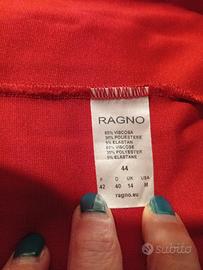 RAGNO
65% VISCOSA
30% POLIESTERE
5% ELASTAN
65% VISCOSE
30% POLYESTER
5% ELASTANE
44
F D UK USA
42 40 14 M
ragno.eu
subito